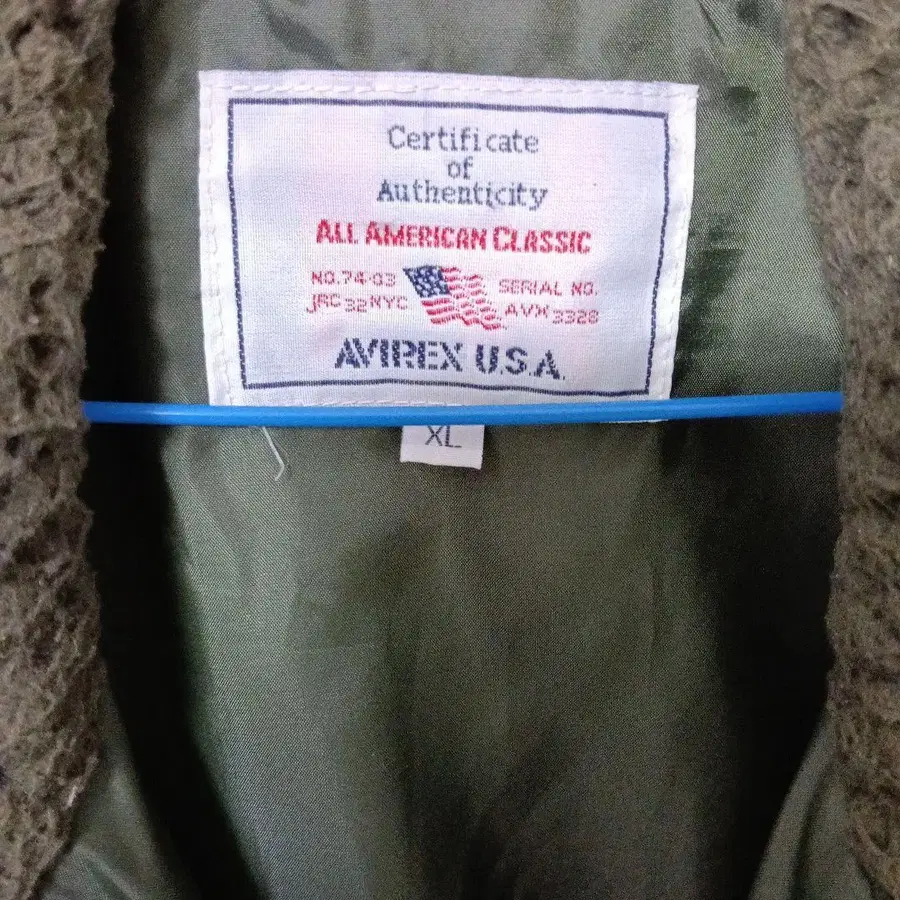 Certificate
of
Authenticity
ALL AMERICAN CLASSIC
NO.74-03
JRC 32 NYC
SERIAL NO.
AVX 3328
AVIREX U.S.A.
XL